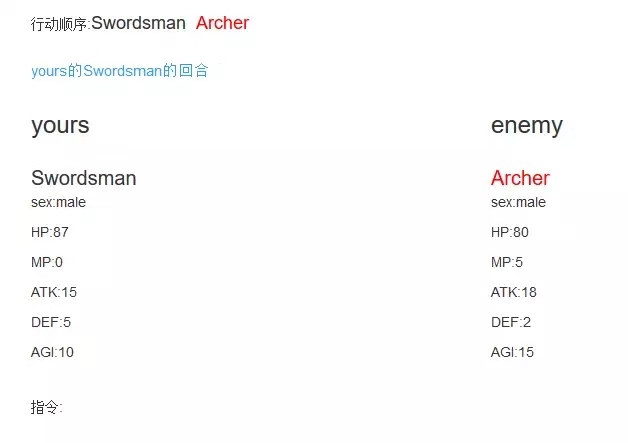 行动顺序:Swordsman Archer
yours的Swordsman的回合
yours
enemy
Swordsman
Archer
sex:male
sex:male
HP:87
HP:80
MP:0
MP:5
ATK:15
ATK:18
DEF:5
DEF:2
AGI:10
AGI:15
指令: